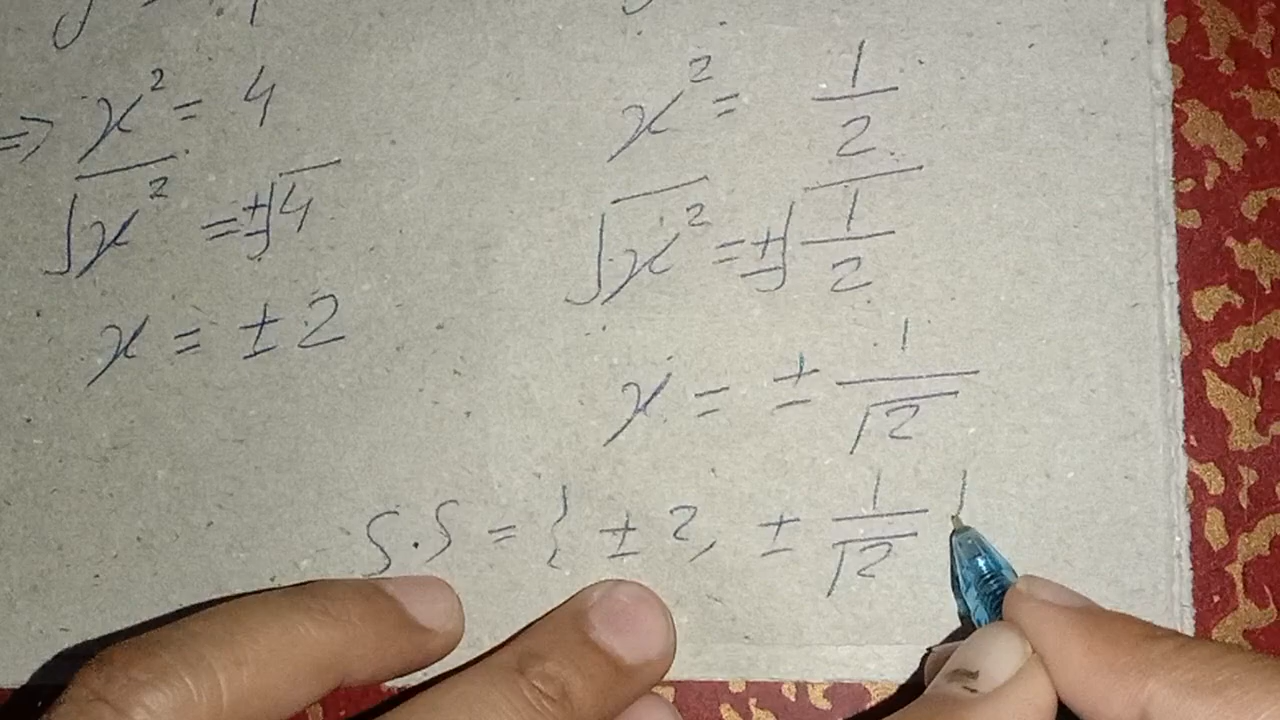 => x² = 4
√x² = ±√4
x = ±2
x² = 1/2
√x² = ±√1/2
x = ± 1/√2
S.S = { ± 2, ± 1/√2